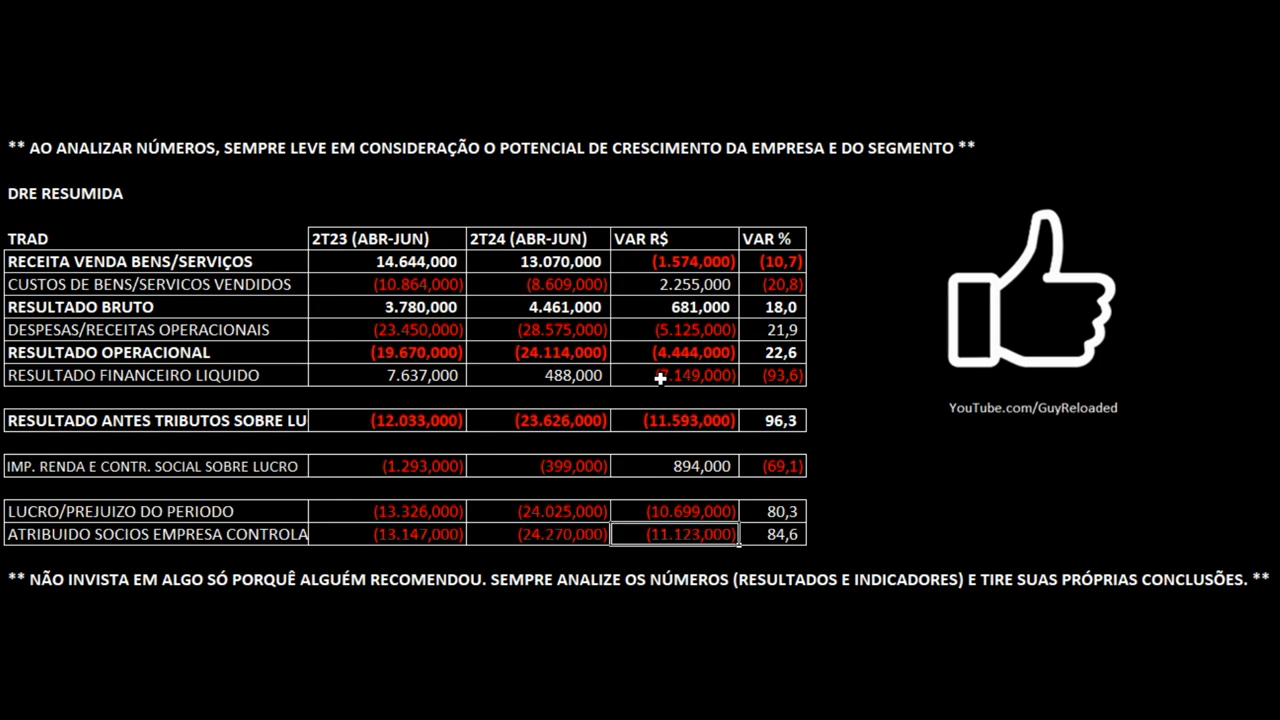 ** AO ANALIZAR NÚMEROS, SEMPRE LEVE EM CONSIDERAÇÃO O POTENCIAL DE CRESCIMENTO DA EMPRESA E DO SEGMENTO **
DRE RESUMIDA
TRAD 2T23 (ABR-JUN) 2T24 (ABR-JUN) VAR R$ VAR %
RECEITA VENDA BENS/SERVIÇOS 14.644,000 13.070,000 (1.574,000) (10,7)
CUSTOS DE BENS/SERVICOS VENDIDOS (10.864,000) (8.609,000) 2.255,000 (20,8)
RESULTADO BRUTO 3.780,000 4.461,000 681,000 18,0
DESPESAS/RECEITAS OPERACIONAIS (23.450,000) (28.575,000) (5.125,000) 21,9
RESULTADO OPERACIONAL (19.670,000) (24.114,000) (4.444,000) 22,6
RESULTADO FINANCEIRO LIQUIDO 7.637,000 488,000 (7.149,000) (93,6)
RESULTADO ANTES TRIBUTOS SOBRE LU (12.033,000) (23.626,000) (11.593,000) 96,3
IMP. RENDA E CONTR. SOCIAL SOBRE LUCRO (1.293,000) (399,000) 894,000 (69,1)
LUCRO/PREJUIZO DO PERIODO (13.326,000) (24.025,000) (10.699,000) 80,3
ATRIBUIDO SOCIOS EMPRESA CONTROLA (13.147,000) (24.270,000) (11.123,000) 84,6
YouTube.com/GuyReloaded
** NÃO INVISTA EM ALGO SÓ PORQUÊ ALGUÉM RECOMENDOU. SEMPRE ANALIZE OS NÚMEROS (RESULTADOS E INDICADORES) E TIRE SUAS PRÓPRIAS CONCLUSÕES. **